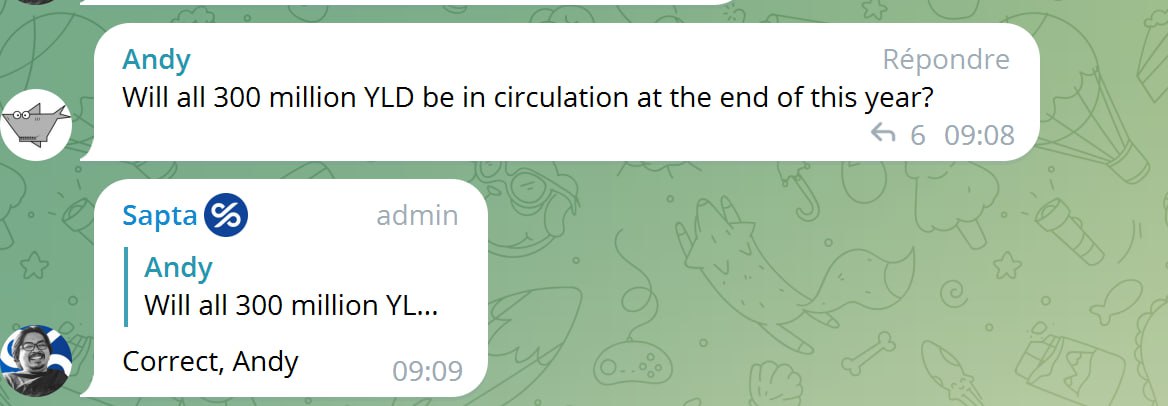 Andy Répondre
Will all 300 million YLD be in circulation at the end of this year?
6 09:08
Sapta admin
Andy
Will all 300 million YL...
Correct, Andy 09:09